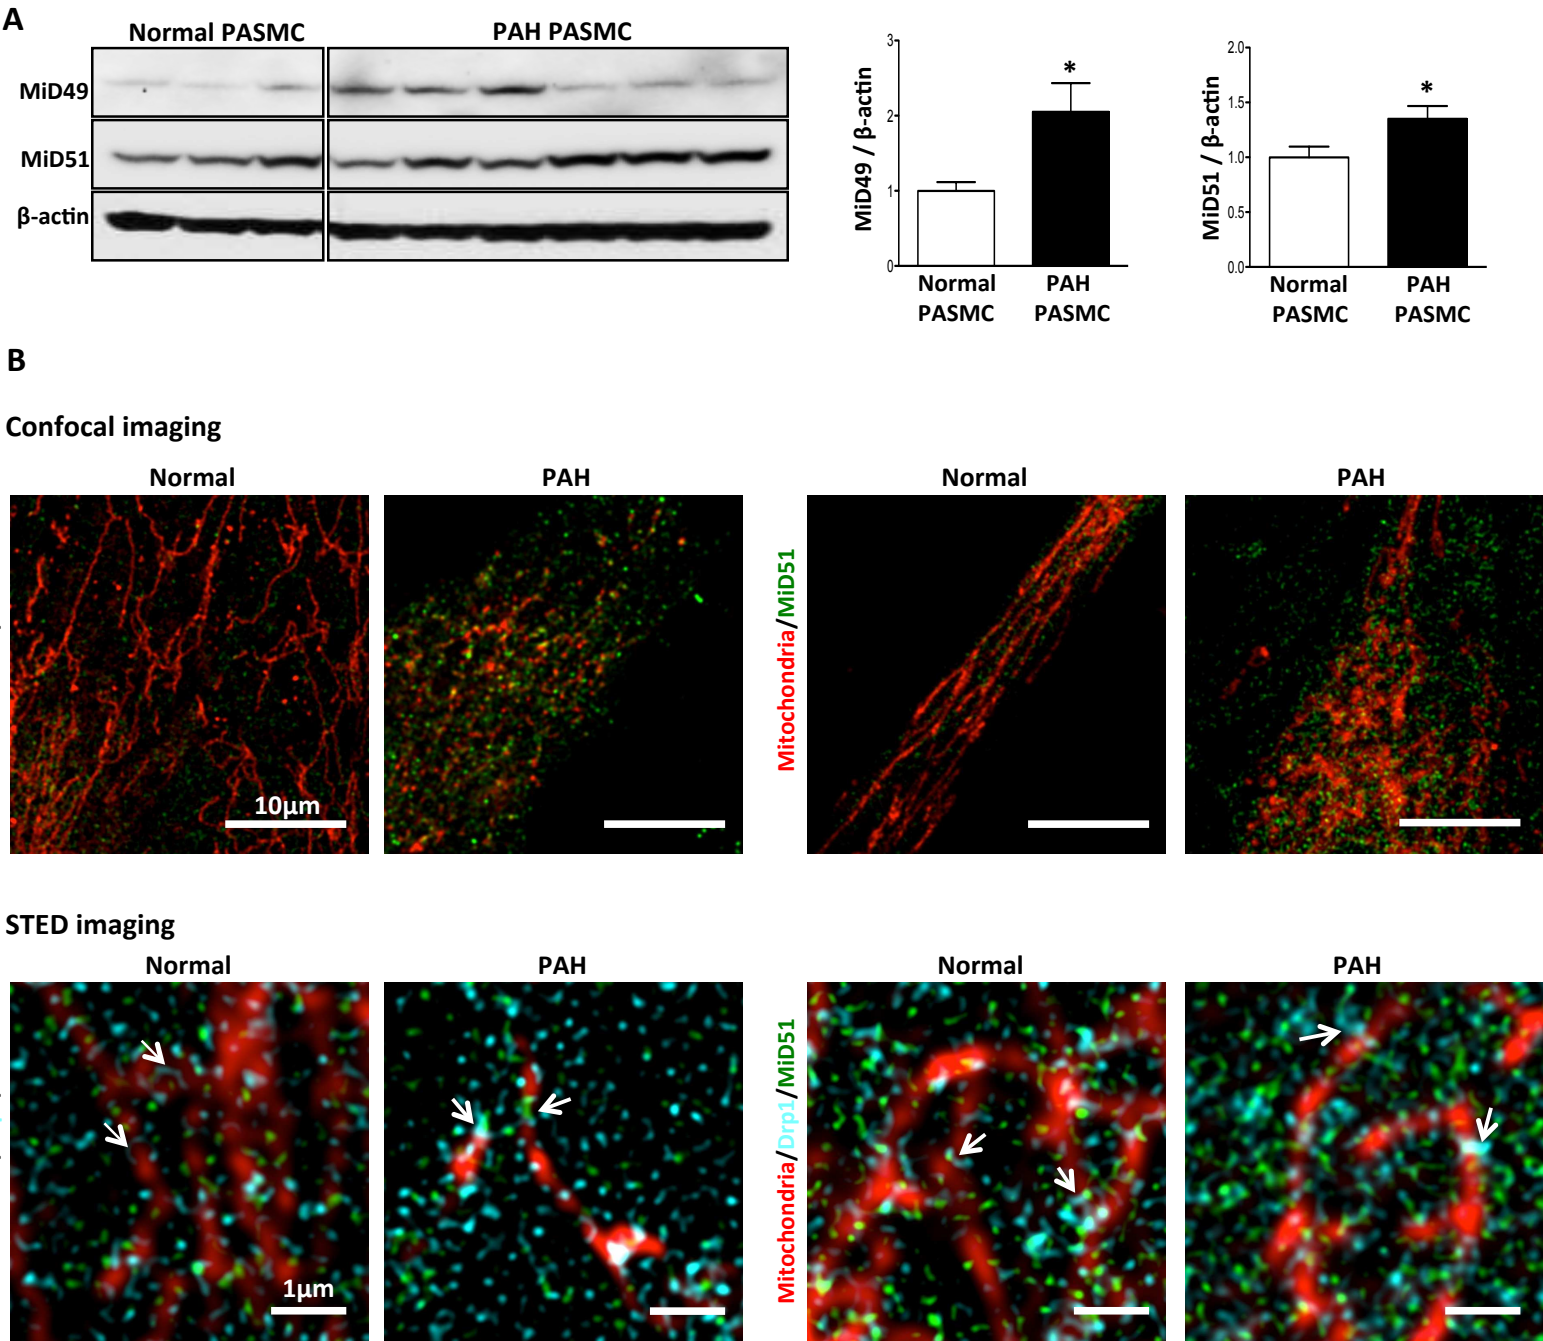 A
Normal PASMC
PAH PASMC
MiD49
MiD51
β-actin
MiD49 / β-actin
3
2
1
0
*
Normal PASMC
PAH PASMC
MiD51 / β-actin
2.0
1.5
1.0
0.5
0.0
*
Normal PASMC
PAH PASMC
B
Confocal imaging
Normal
PAH
Normal
PAH
10μm
Mitochondria/MiD51
STED imaging
Normal
PAH
Normal
PAH
1μm
Mitochondria/Drp1/MiD51